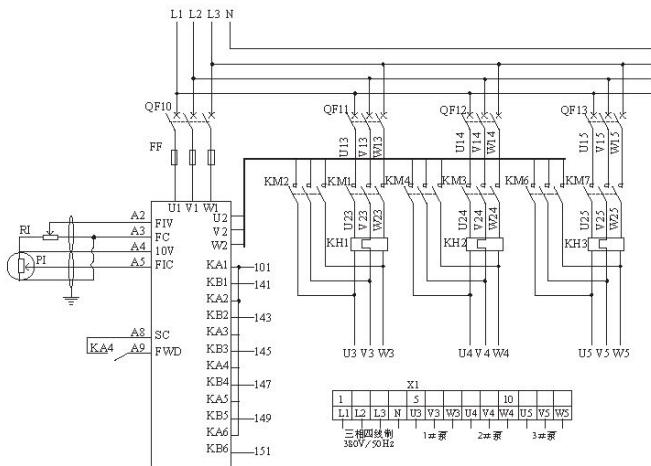 L1 L2 L3 N
QF10 QF11 QF12 QF13
U13 V13 W13 U14 V14 W14 U15 V15 W15
FF
KM2 KM1 KM4 KM3 KM6 KM7
U1 V1 W1
U2
V2
W2
U23 V23 W23 U24 V24 W24 U25 V25 W25
KH1 KH2 KH3
A2 FIV
RI A3 FC
A4 10V
PI A5 FIC
KA1 101
KB1 141
KA2
KB2 143
KA3
A8 SC
KA4 A9 FWD
KB3 145
KA4
KB4 147
KA5
KB5 149
KA6
KB6 151
U3 V3 W3 U4 V4 W4 U5 V5 W5
X1
1 5 10
L1 L2 L3 N U3 V3 W3 U4 V4 W4 U5 V5 W5
三相四线制 1#泵 2#泵 3#泵
380V/50Hz